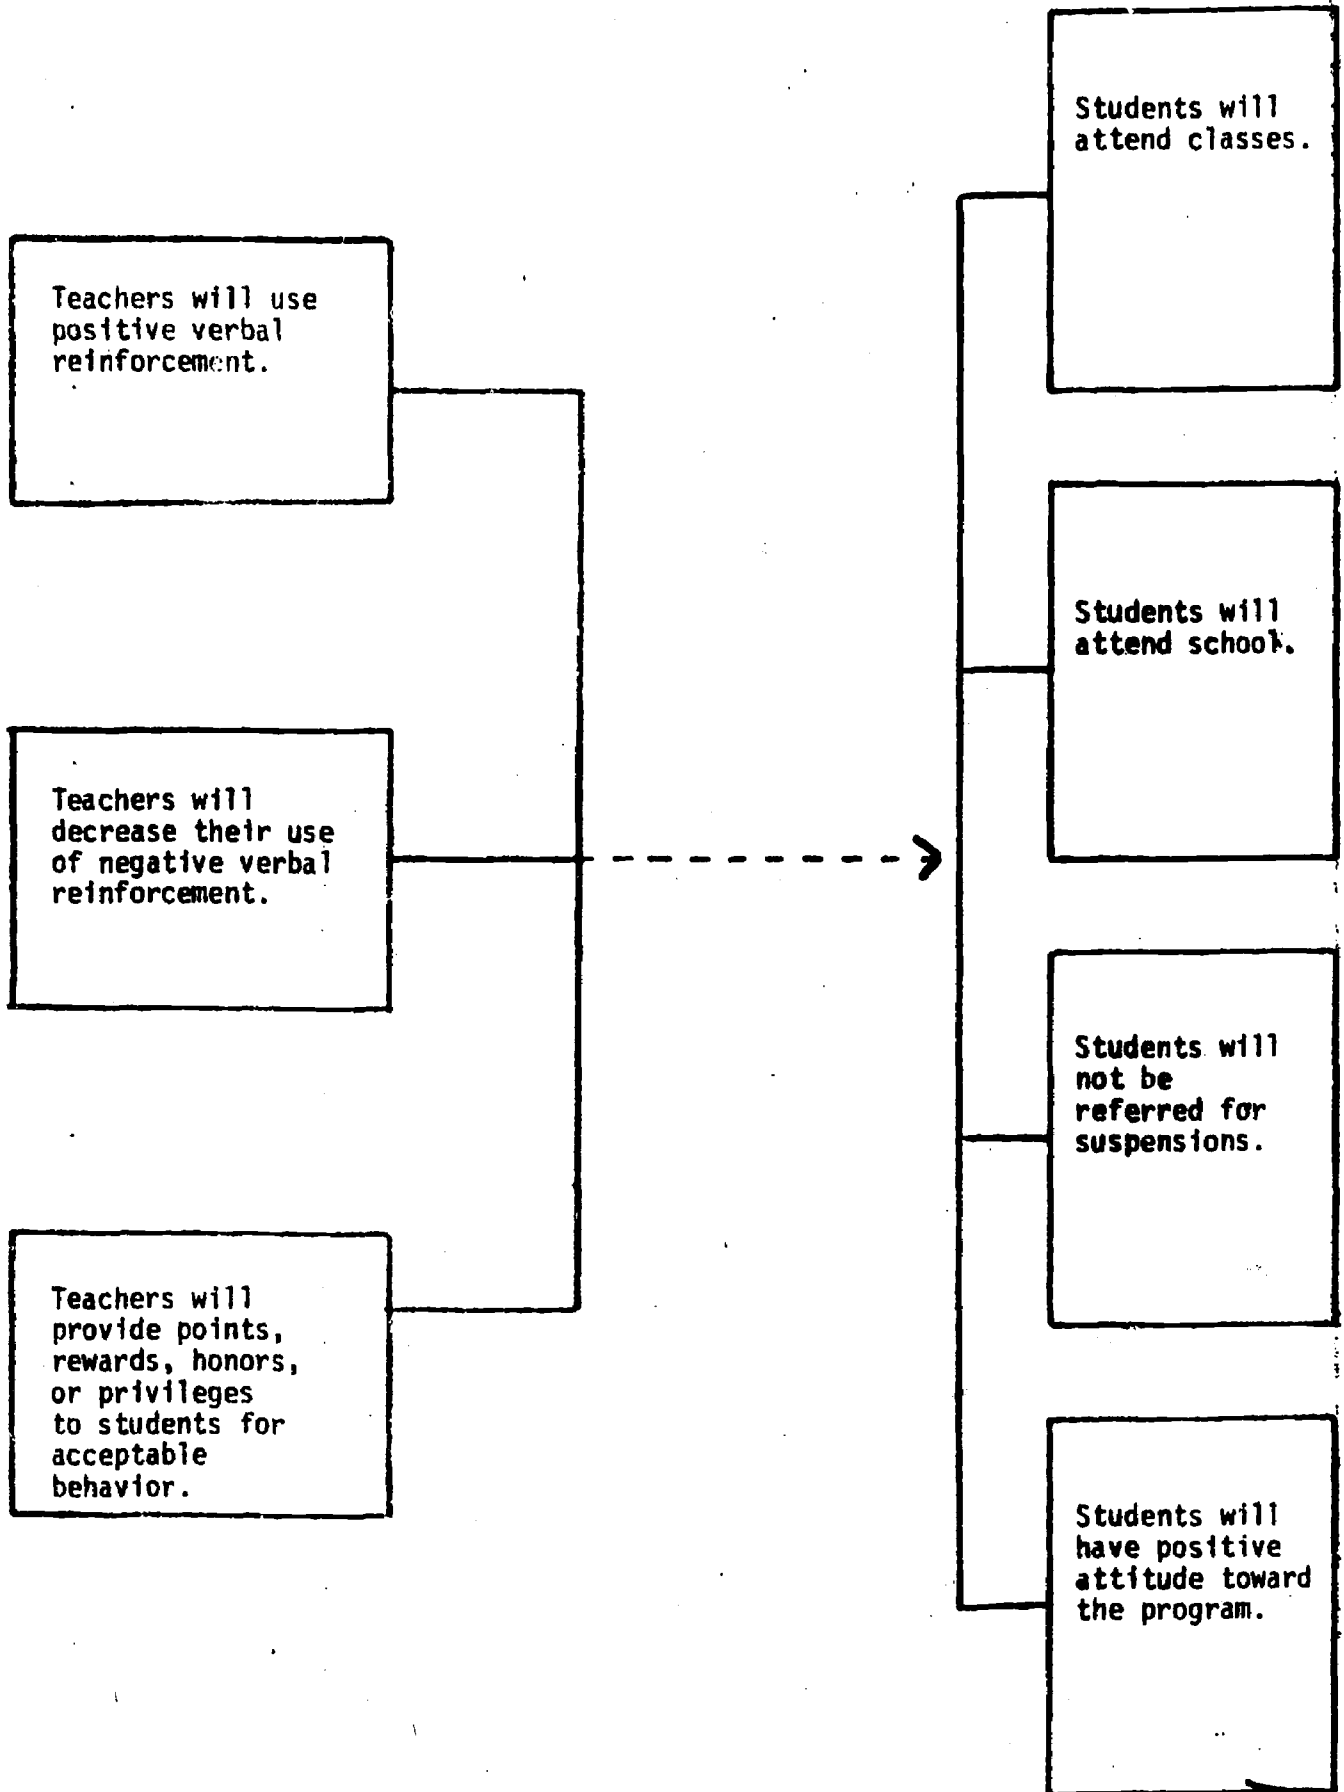 Teachers will use
positive verbal
reinforcement.
Teachers will
decrease their use
of negative verbal
reinforcement.
Teachers will
provide points,
rewards, honors,
or privileges
to students for
acceptable
behavior.
Students will
attend classes.
Students will
attend school.
Students will
not be
referred for
suspensions.
Students will
have positive
attitude toward
the program.